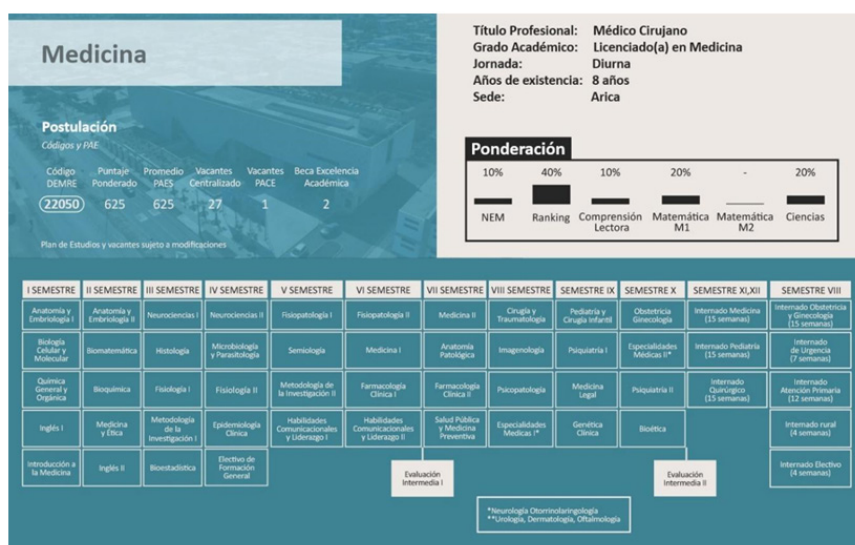 Medicina
Postulación
Códigos y PAE
Código DEMRE
Puntaje Ponderado
Promedio PAES
Vacantes Centralizado
Vacantes PACE
Beca Excelencia Académica
22050
625
625
27
1
2
Plan de Estudios y vacantes sujeto a modificaciones
Título Profesional: Médico Cirujano
Grado Académico: Licenciado(a) en Medicina
Jornada: Diurna
Años de existencia: 8 años
Sede: Arica
Ponderación
10% 40% 10% 20% - 20%
NEM
Ranking
Comprensión Lectora
Matemática M1
Matemática M2
Ciencias
I SEMESTRE
Anatomía y
Embriología I
Biología
Celular y
Molecular
Química
General y
Orgánica
Inglés I
Introducción a
la Medicina
II SEMESTRE
Anatomía y
Embriología II
Biomatemática
Bioquímica
Medicina
y Ética
Inglés II
III SEMESTRE
Neurociencias I
Histología
Fisiología I
Metodología
de la
Investigación I
Bioestadística
IV SEMESTRE
Neurociencias II
Microbiología
y Parasitología
Fisiología II
Epidemiología
Clínica
Electivo de
Formación
General
V SEMESTRE
Fisiopatología I
Semiología
Metodología de
la Investigación II
Habilidades
Comunicacionales
y Liderazgo I
VI SEMESTRE
Fisiopatología II
Medicina I
Farmacología
Clínica I
Habilidades
Comunicacionales
y Liderazgo II
Evaluación
Intermedia I
VII SEMESTRE
Medicina II
Anatomía
Patológica
Farmacología
Clínica II
Salud Pública
y Medicina
Preventiva
VIII SEMESTRE
Cirugía y
Traumatología
Imagenología
Psicopatología
Especialidades
Medicas I*
SEMESTRE IX
Pediatría y
Cirugía Infantil
Psiquiatría I
Medicina
Legal
Genética
Clínica
SEMESTRE X
Obstetricia
Ginecología
Especialidades
Médicas II*
Psiquiatría II
Bioética
Evaluación
Intermedia II
SEMESTRE XI,XII
Internado Medicina
(15 semanas)
Internado Pediatría
(15 semanas)
Internado
Quirúrgico
(15 semanas)
SEMESTRE VIII
Internado Obstetricia
y Ginecología
(15 semanas)
Internado
de Urgencia
(7 semanas)
Internado
Atención Primaria
(12 semanas)
Internado rural
(4 semanas)
Internado Electivo
(4 semanas)
*Neurología Otorrinolaringología
**Urología, Dermatología, Oftalmología